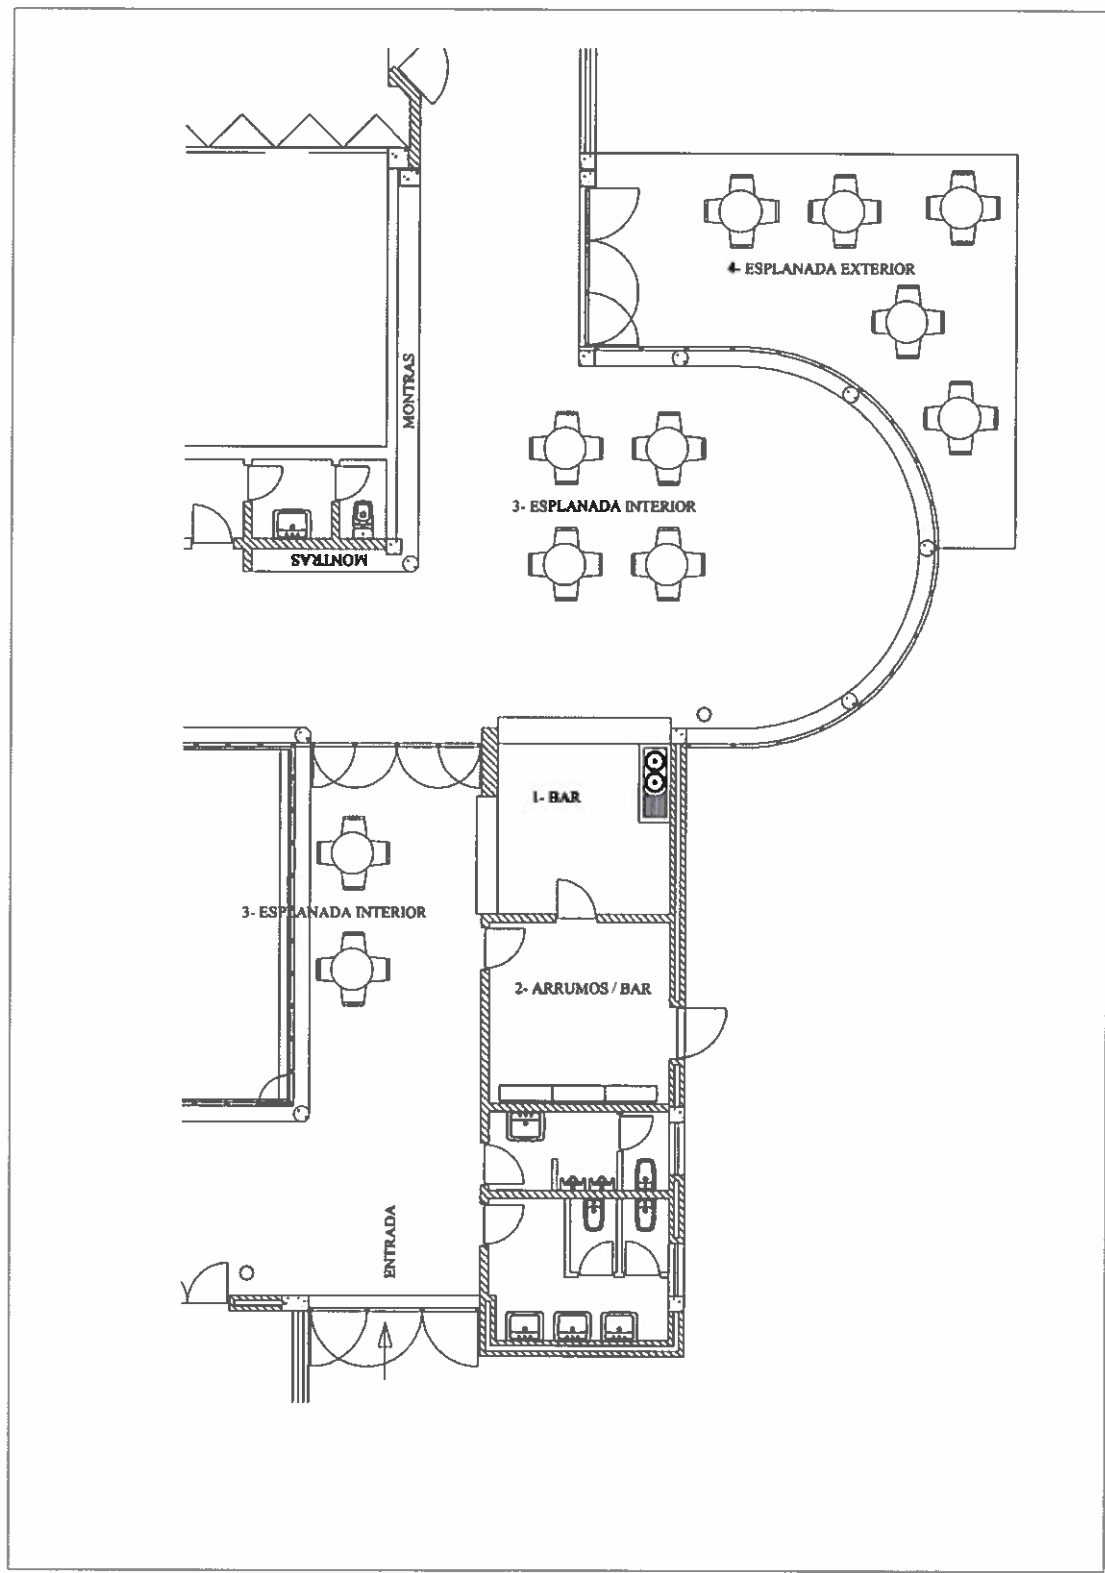 4- ESPLANADA EXTERIOR
MONTRAS
3- ESPLANADA INTERIOR
MONTRAS
1- BAR
3- ESPLANADA INTERIOR
2- ARRUMOS / BAR
ENTRADA